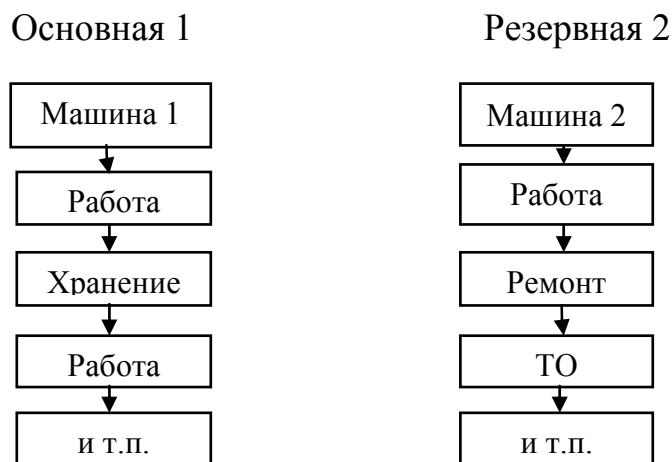 Основная 1
Машина 1
Работа
Хранение
Работа
и т.п.
Резервная 2
Машина 2
Работа
Ремонт
ТО
и т.п.